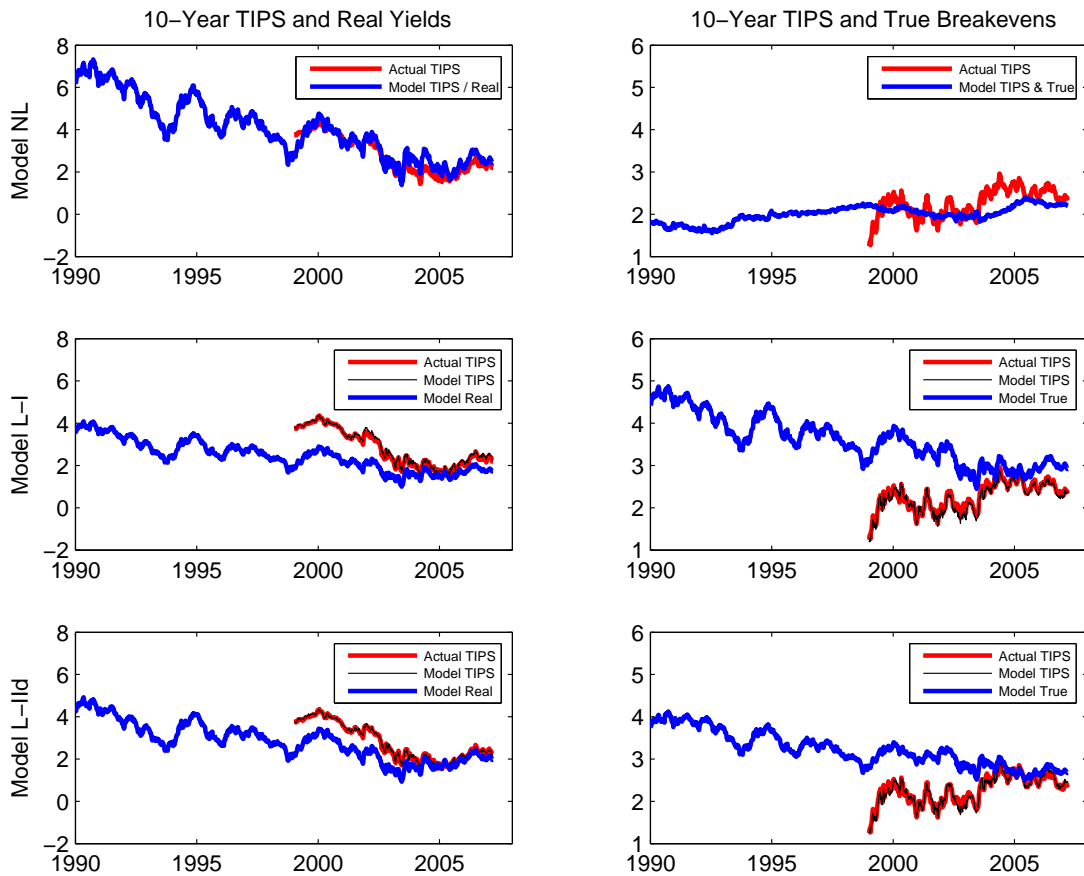 10−Year TIPS and Real Yields
10−Year TIPS and True Breakevens
Model NL
8
6
4
2
0
−2
1990
1995
2000
2005
Actual TIPS
Model TIPS / Real
6
5
4
3
2
1
1990
1995
2000
2005
Actual TIPS
Model TIPS & True
Model L−I
8
6
4
2
0
−2
1990
1995
2000
2005
Actual TIPS
Model TIPS
Model Real
6
5
4
3
2
1
1990
1995
2000
2005
Actual TIPS
Model TIPS
Model True
Model L−IId
8
6
4
2
0
−2
1990
1995
2000
2005
Actual TIPS
Model TIPS
Model Real
6
5
4
3
2
1
1990
1995
2000
2005
Actual TIPS
Model TIPS
Model True